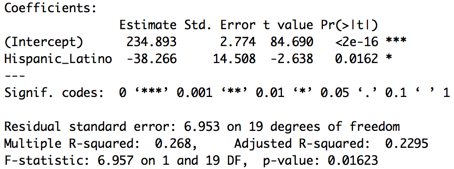 Coefficients:
Estimate Std. Error t value Pr(>|t|)
(Intercept) 234.893 2.774 84.690 <2e-16 ***
Hispanic_Latino -38.266 14.508 -2.638 0.0162 *
---
Signif. codes: 0 ‘***’ 0.001 ‘**’ 0.01 ‘*’ 0.05 ‘.’ 0.1 ‘ ’ 1
Residual standard error: 6.953 on 19 degrees of freedom
Multiple R-squared: 0.268, Adjusted R-squared: 0.2295
F-statistic: 6.957 on 1 and 19 DF, p-value: 0.01623